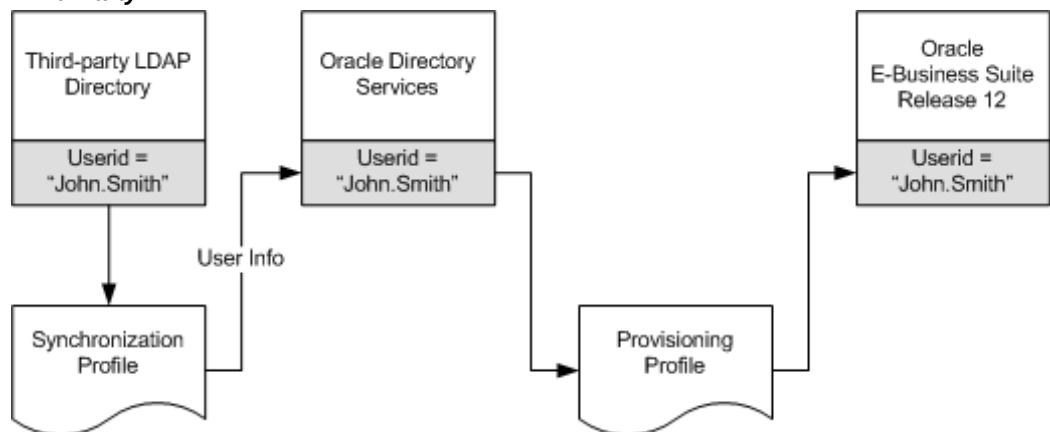 Third-party LDAP
Directory
Userid =
“John.Smith”
Oracle Directory
Services
Userid =
“John.Smith”
Oracle
E-Business Suite
Release 12
Userid =
“John.Smith”
User Info
Synchronization
Profile
Provisioning
Profile